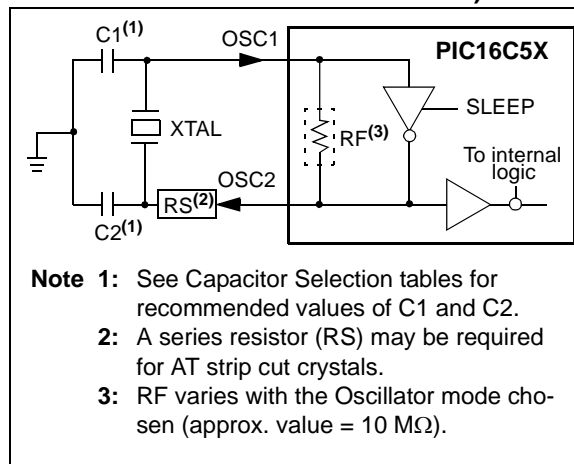 C1(1)
OSC1
PIC16C5X
SLEEP
XTAL
RF(3)
To internal
logic
OSC2
RS(2)
C2(1)
Note 1: See Capacitor Selection tables for
recommended values of C1 and C2.
2: A series resistor (RS) may be required
for AT strip cut crystals.
3: RF varies with the Oscillator mode cho-
sen (approx. value = 10 MΩ).